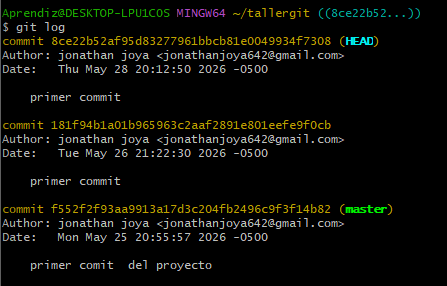 Aprendiz@DESKTOP-LPU1COS MINGW64 ~/tallergit ((8ce22b52...))
$ git log
commit 8ce22b52af95d83277961bbcb81e0049934f7308 (HEAD)
Author: jonathan joya <jonathanjoya642@gmail.com>
Date:   Thu May 28 20:12:50 2026 -0500
primer commit
commit 181f94b1a01b965963c2aaf2891e801eefe9f0cb
Author: jonathan joya <jonathanjoya642@gmail.com>
Date:   Tue May 26 21:22:30 2026 -0500
primer commit
commit f552f2f93aa9913a17d3c204fb2496c9f3f14b82 (master)
Author: jonathan joya <jonathanjoya642@gmail.com>
Date:   Mon May 25 20:55:57 2026 -0500
primer comit  del proyecto